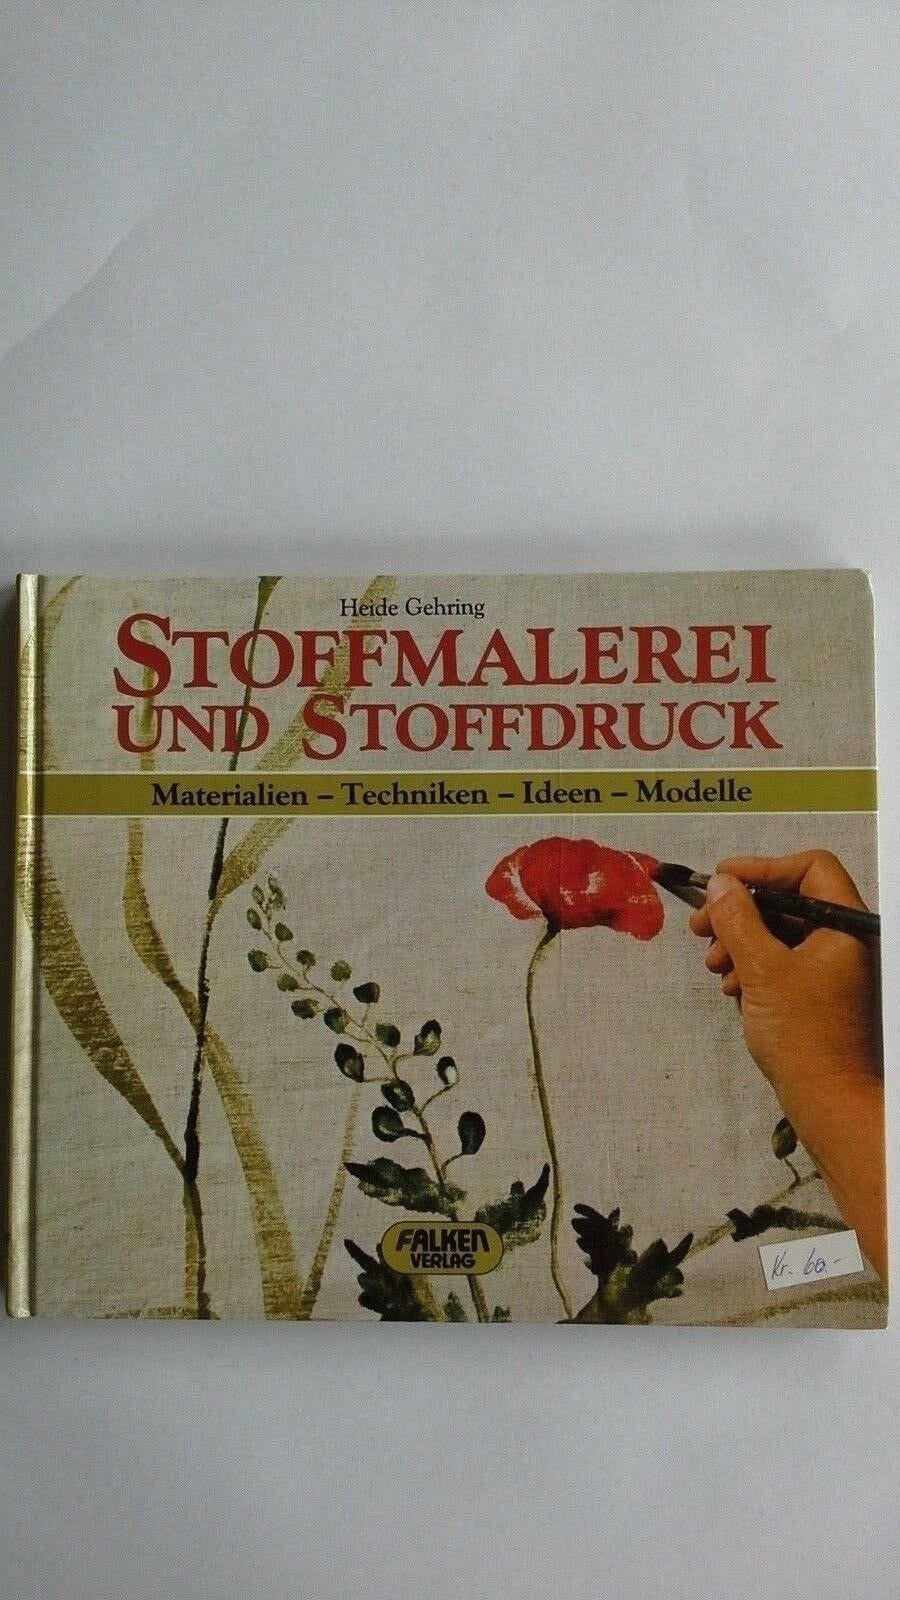 Heide Gehring
STOFFMALEREI
UND STOFFDRUCK
Materialien – Techniken – Ideen – Modelle
FALKEN
VERLAG
Kr. 60.-